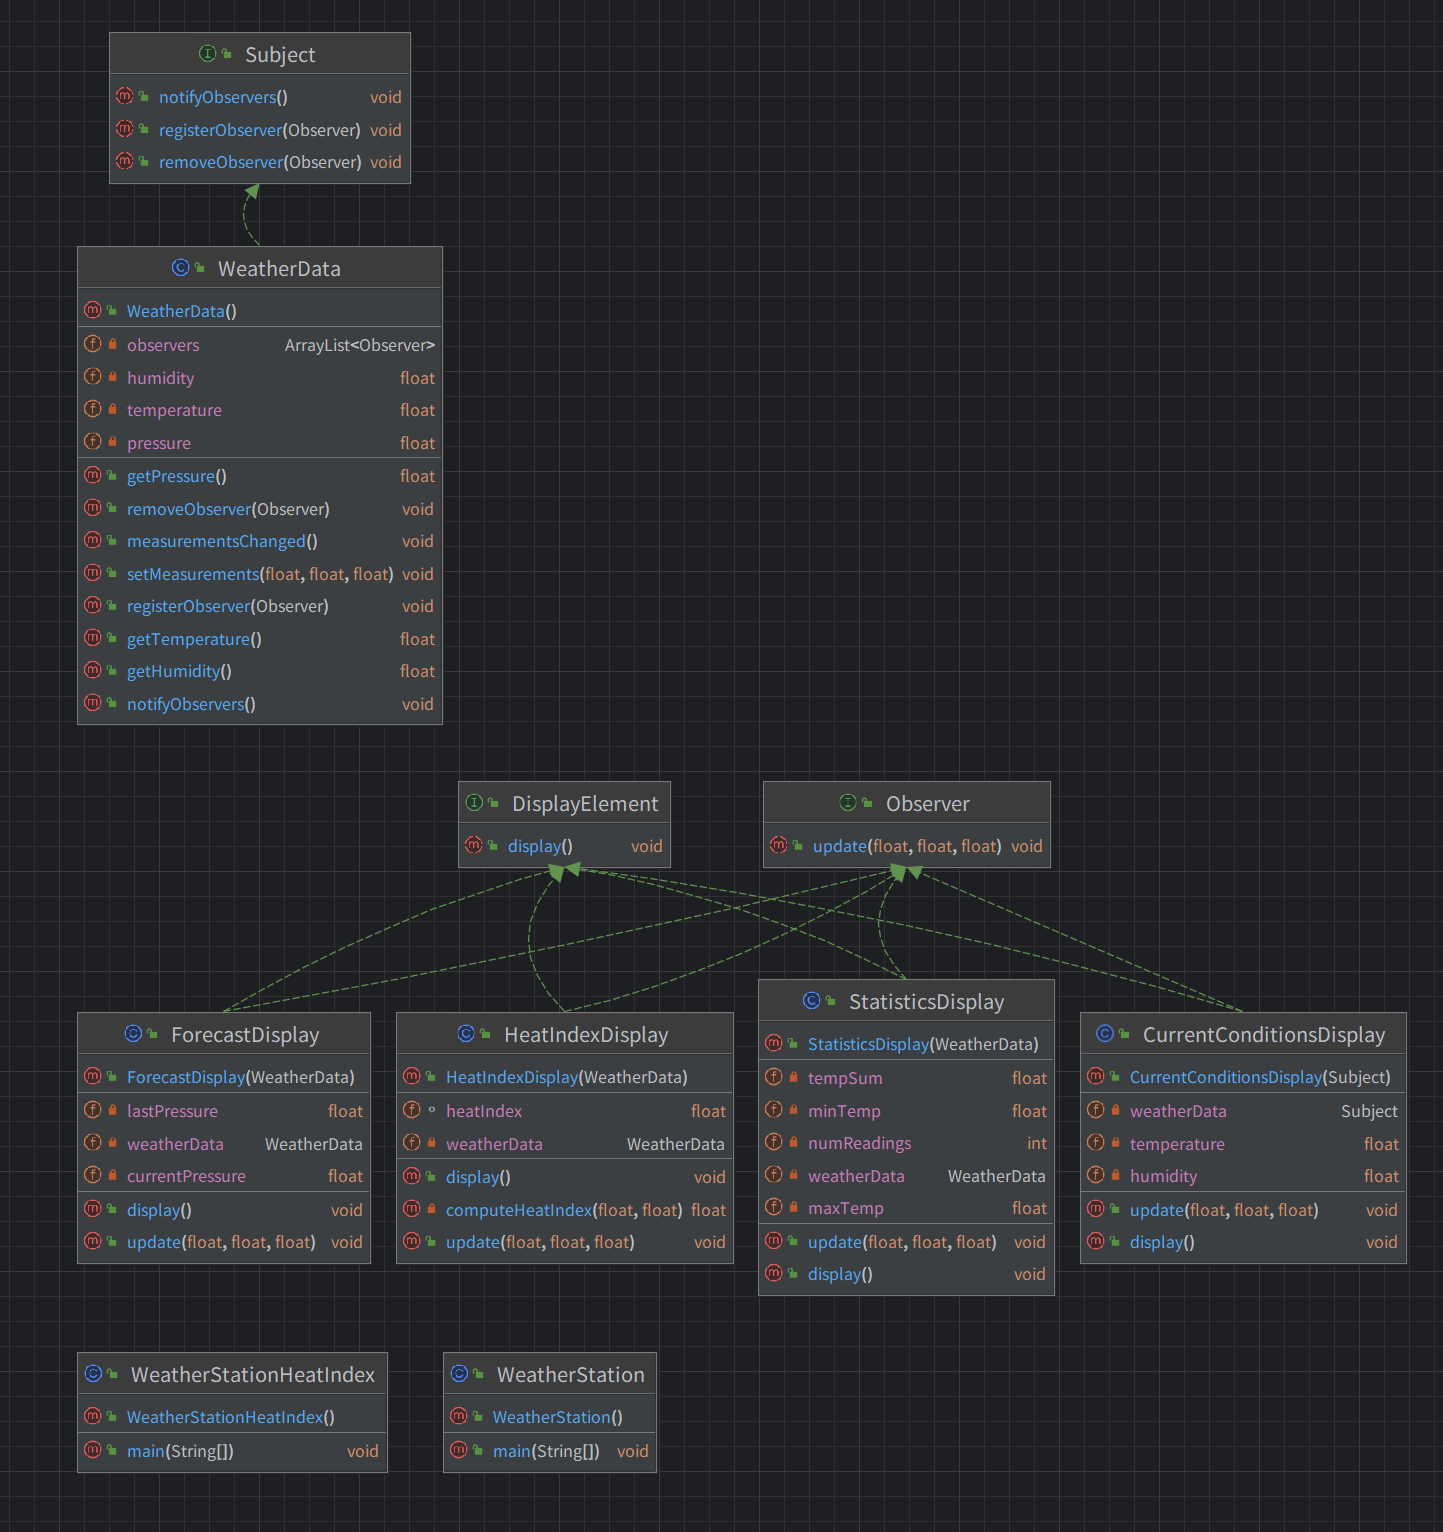 Subject
notifyObservers() void
registerObserver(Observer) void
removeObserver(Observer) void
WeatherData
WeatherData()
observers ArrayList<Observer>
humidity float
temperature float
pressure float
getPressure() float
removeObserver(Observer) void
measurementsChanged() void
setMeasurements(float, float, float) void
registerObserver(Observer) void
getTemperature() float
getHumidity() float
notifyObservers() void
DisplayElement
display() void
Observer
update(float, float, float) void
ForecastDisplay
ForecastDisplay(WeatherData)
lastPressure float
weatherData WeatherData
currentPressure float
display() void
update(float, float, float) void
HeatIndexDisplay
HeatIndexDisplay(WeatherData)
heatIndex float
weatherData WeatherData
display() void
computeHeatIndex(float, float) float
update(float, float, float) void
StatisticsDisplay
StatisticsDisplay(WeatherData)
tempSum float
minTemp float
numReadings int
weatherData WeatherData
maxTemp float
update(float, float, float) void
display() void
CurrentConditionsDisplay
CurrentConditionsDisplay(Subject)
weatherData Subject
temperature float
humidity float
update(float, float, float) void
display() void
WeatherStationHeatIndex
WeatherStationHeatIndex()
main(String[]) void
WeatherStation
WeatherStation()
main(String[]) void